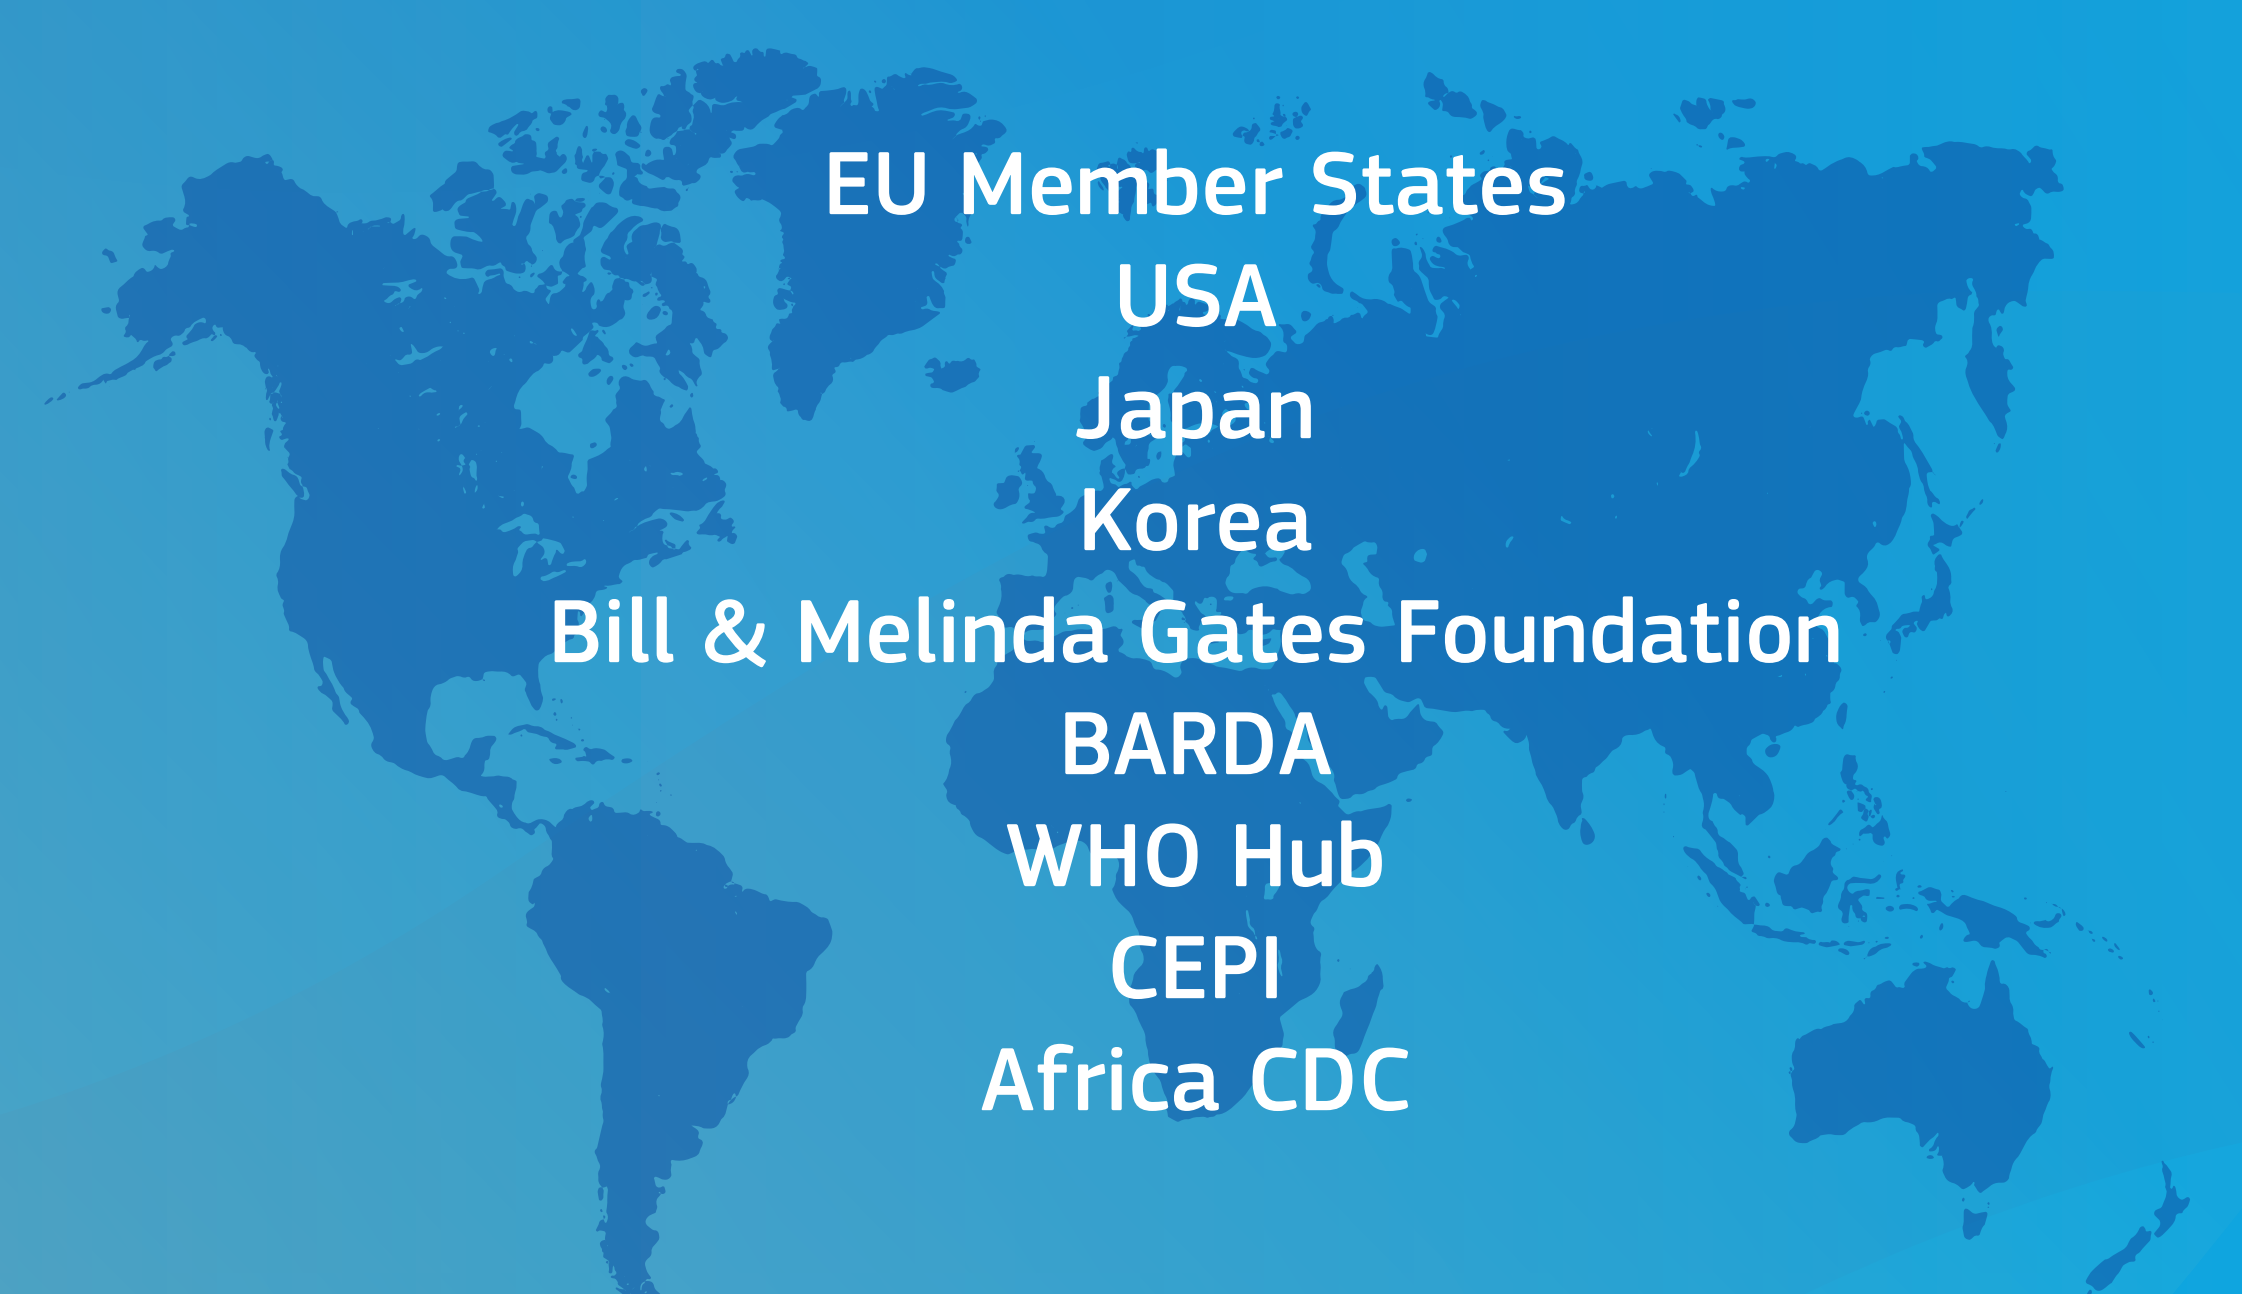 EU Member States
USA
Japan
Korea
Bill & Melinda Gates Foundation
BARDA
WHO Hub
CEPI
Africa CDC